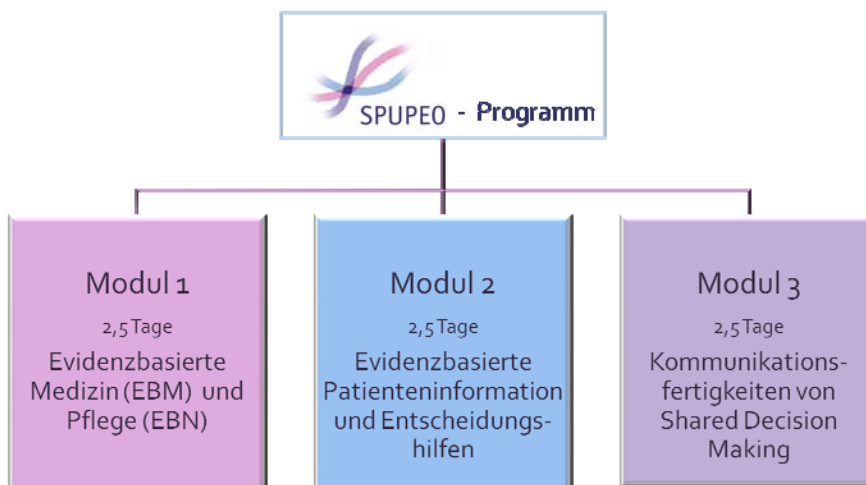 SPUPEO - Programm
Modul 1
2,5 Tage
Evidenzbasierte
Medizin (EBM) und
Pflege (EBN)
Modul 2
2,5 Tage
Evidenzbasierte
Patienteninformation
und Entscheidungs-
hilfen
Modul 3
2,5 Tage
Kommunikations-
fertigkeiten von
Shared Decision
Making